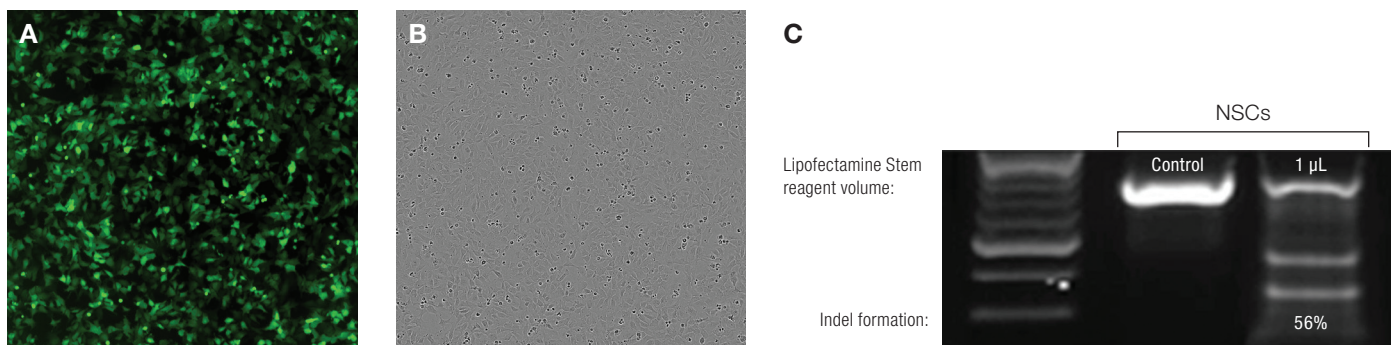 A
B
C
NSCs
Lipofectamine Stem
reagent volume:
Control
1 µL
Indel formation:
56%